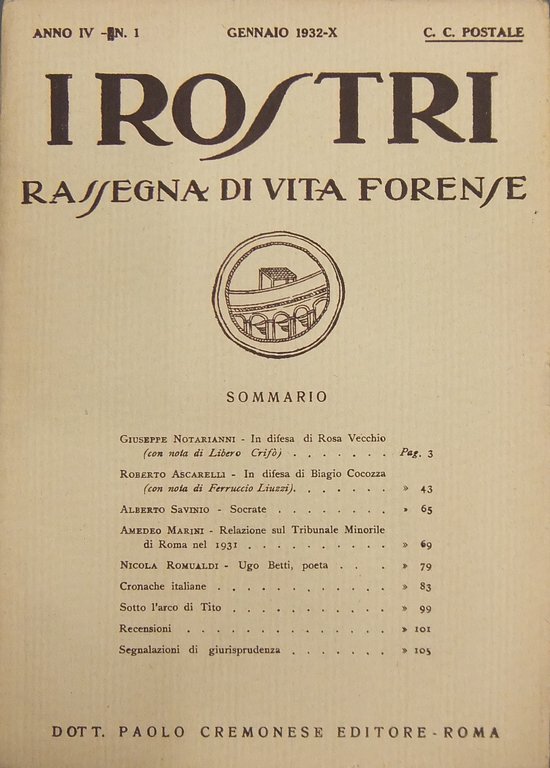 ANNO IV - N. 1 GENNAIO 1932-X C. C. POSTALE
I ROSTRI
RASSEGNA DI VITA FORENSE
SOMMARIO
GIUSEPPE NOTARIANNI - In difesa di Rosa Vecchio
(con nota di Libero Crifò) . . . . . . . Pag. 3
ROBERTO ASCARELLI - In difesa di Biagio Cocozza
(con nota di Ferruccio Liuzzi). . . . . . . » 43
ALBERTO SAVINIO - Socrate . . . . . . . . » 65
AMEDEO MARINI - Relazione sul Tribunale Minorile
di Roma nel 1931 . . . . . . . . . . » 69
NICOLA ROMUALDI - Ugo Betti, poeta . . . . » 79
Cronache italiane . . . . . . . . . . . . » 83
Sotto l'arco di Tito . . . . . . . . . . . . » 99
Recensioni . . . . . . . . . . . . . . » 101
Segnalazioni di giurisprudenza . . . . . . . » 105
DOTT. PAOLO CREMONESE EDITORE - ROMA